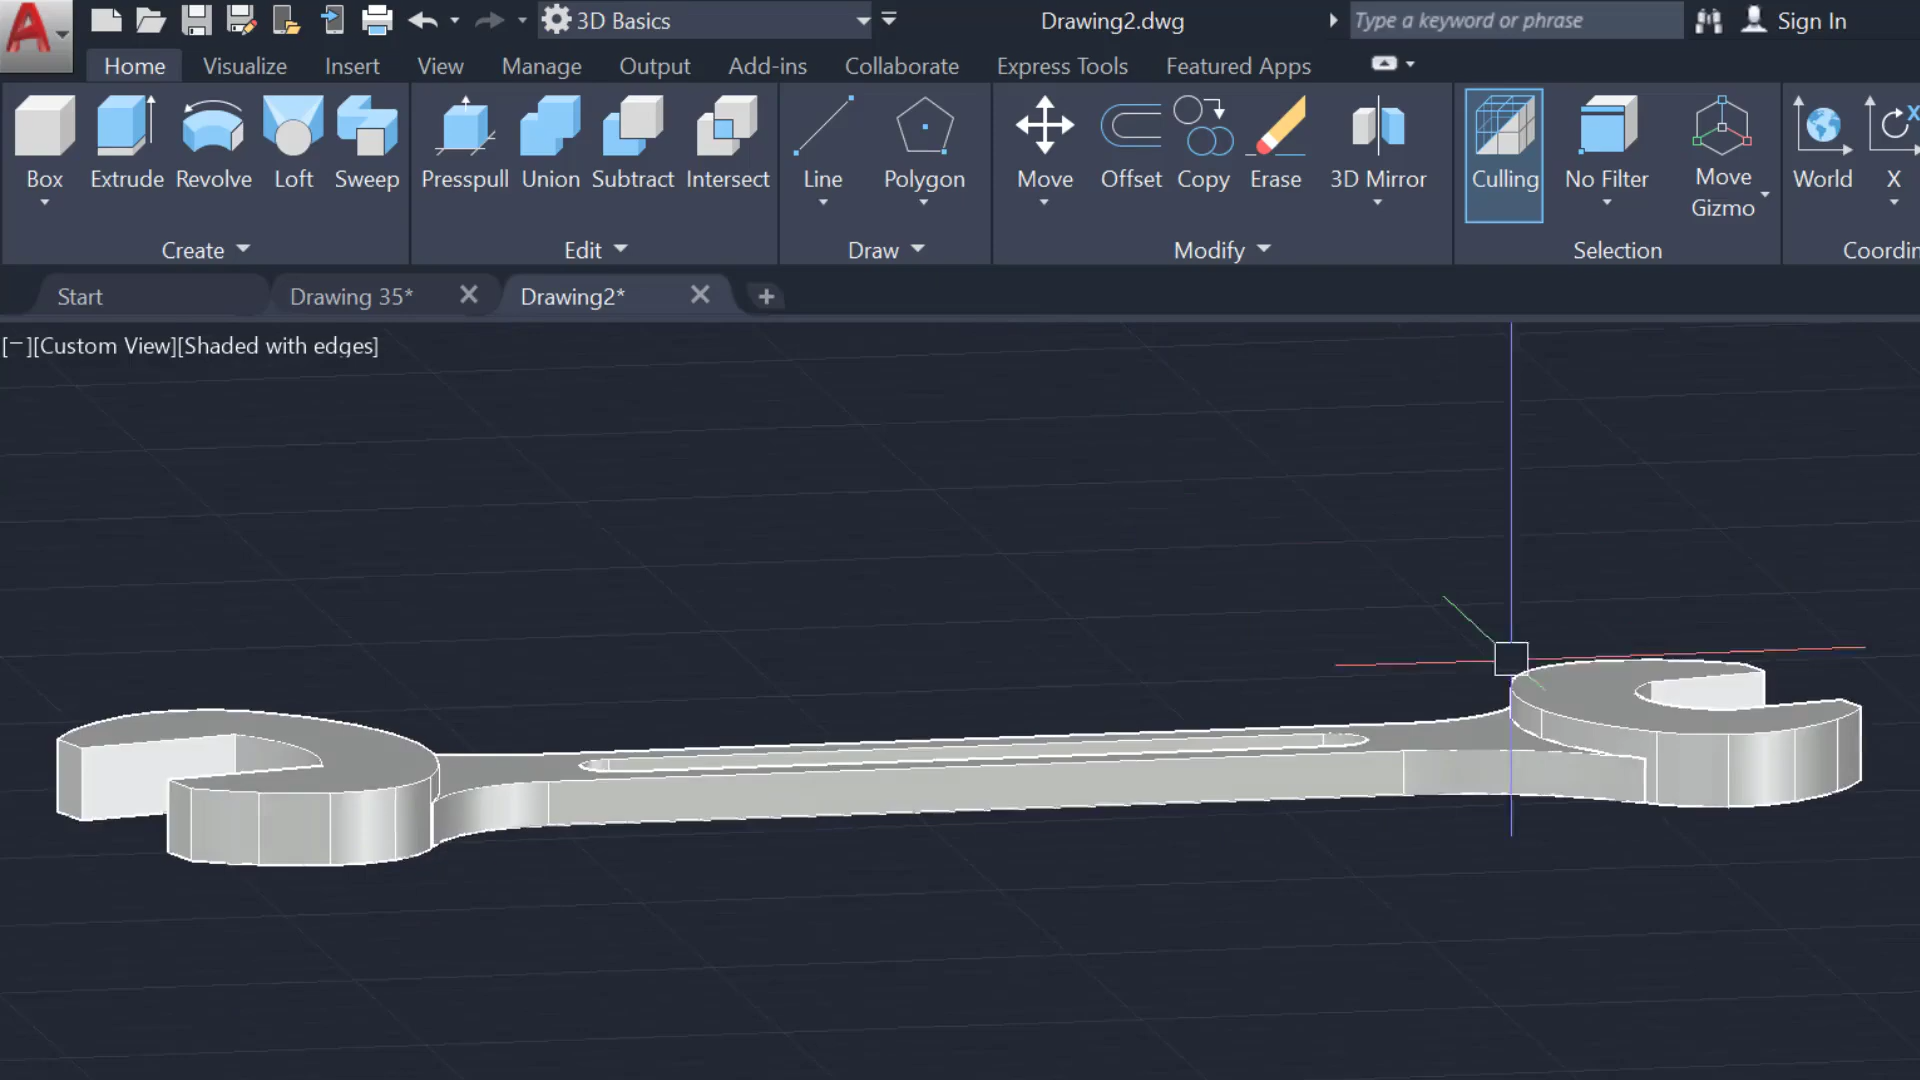 A 3D Basics Drawing2.dwg Type a keyword or phrase Sign In
Home Visualize Insert View Manage Output Add-ins Collaborate Express Tools Featured Apps
Box Extrude Revolve Loft Sweep Presspull Union Subtract Intersect Line Polygon Move Offset Copy Erase 3D Mirror Culling No Filter Move Gizmo World X
Create Edit Draw Modify Selection Coordin
Start Drawing 35* Drawing2*
[−][Custom View][Shaded with edges]